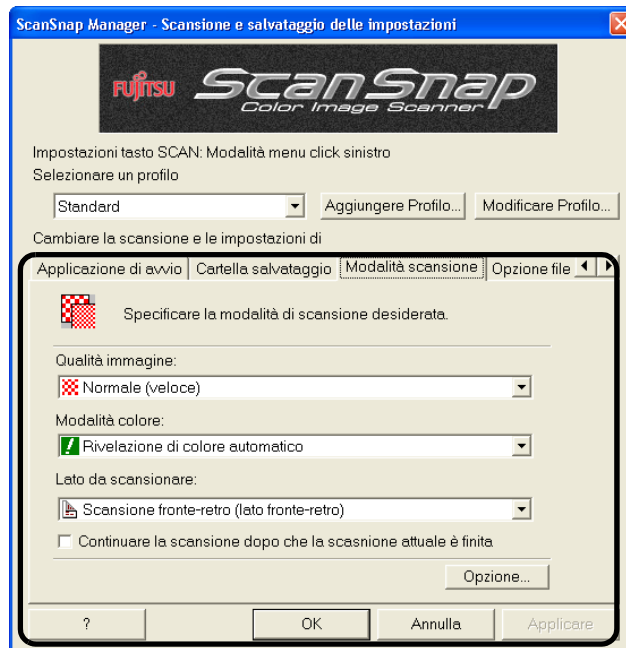 ScanSnap Manager - Scansione e salvataggio delle impostazioni
FUJITSU ScanSnap
Color Image Scanner
Impostazioni tasto SCAN: Modalità menu click sinistro
Selezionare un profilo
Standard Aggiungere Profilo... Modificare Profilo...
Cambiare la scansione e le impostazioni di
Applicazione di avvio Cartella salvataggio Modalità scansione Opzione file
Specificare la modalità di scansione desiderata.
Qualità immagine:
Normale (veloce)
Modalità colore:
Rivelazione di colore automatico
Lato da scansionare:
Scansione fronte-retro (lato fronte-retro)
Continuare la scansione dopo che la scasnione attuale è finita
Opzione...
? OK Annulla Applicare